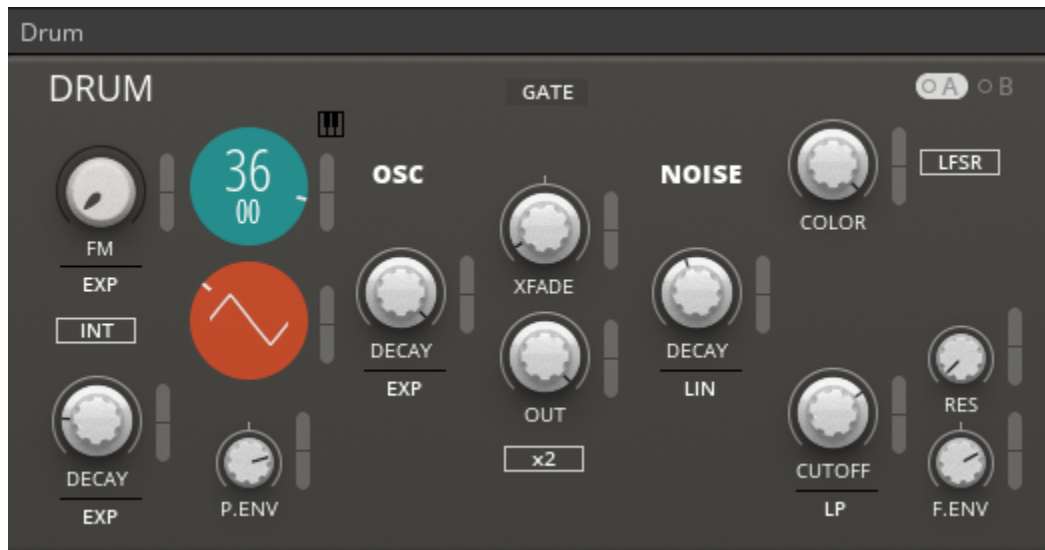 Drum
DRUM
GATE
A
B
36
00
OSC
NOISE
LFSR
FM
EXP
COLOR
XFADE
INT
DECAY
EXP
DECAY
LIN
OUT
RES
DECAY
EXP
P.ENV
x2
CUTOFF
LP
F.ENV